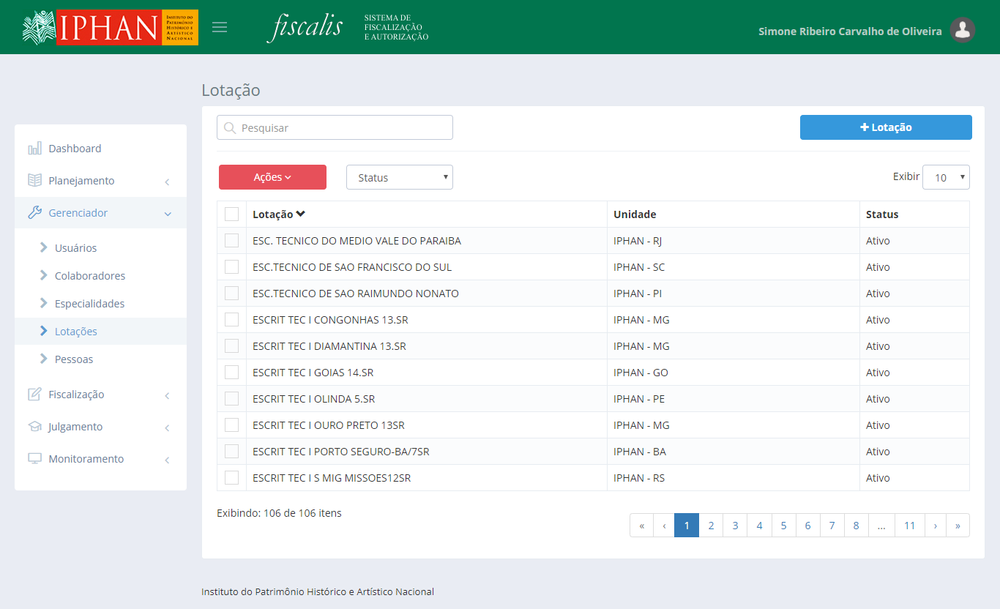 IPHAN
INSTITUTO DO
PATRIMÔNIO
HISTÓRICO E
ARTÍSTICO
NACIONAL
fiscalis
SISTEMA DE
FISCALIZAÇÃO
E AUTORIZAÇÃO
Simone Ribeiro Carvalho de Oliveira
Lotação
Pesquisar
+ Lotação
Dashboard
Planejamento
Gerenciador
Usuários
Colaboradores
Especialidades
Lotações
Pessoas
Fiscalização
Julgamento
Monitoramento
Ações
Status
Exibir 10
Lotação Unidade Status
ESC. TECNICO DO MEDIO VALE DO PARAIBA IPHAN - RJ Ativo
ESC.TECNICO DE SAO FRANCISCO DO SUL IPHAN - SC Ativo
ESC.TECNICO DE SAO RAIMUNDO NONATO IPHAN - PI Ativo
ESCRIT TEC I CONGONHAS 13.SR IPHAN - MG Ativo
ESCRIT TEC I DIAMANTINA 13.SR IPHAN - MG Ativo
ESCRIT TEC I GOIAS 14.SR IPHAN - GO Ativo
ESCRIT TEC I OLINDA 5.SR IPHAN - PE Ativo
ESCRIT TEC I OURO PRETO 13SR IPHAN - MG Ativo
ESCRIT TEC I PORTO SEGURO-BA/7SR IPHAN - BA Ativo
ESCRIT TEC I S MIG MISSOES12SR IPHAN - RS Ativo
Exibindo: 106 de 106 itens
« ‹ 1 2 3 4 5 6 7 8 ... 11 › »
Instituto do Patrimônio Histórico e Artístico Nacional